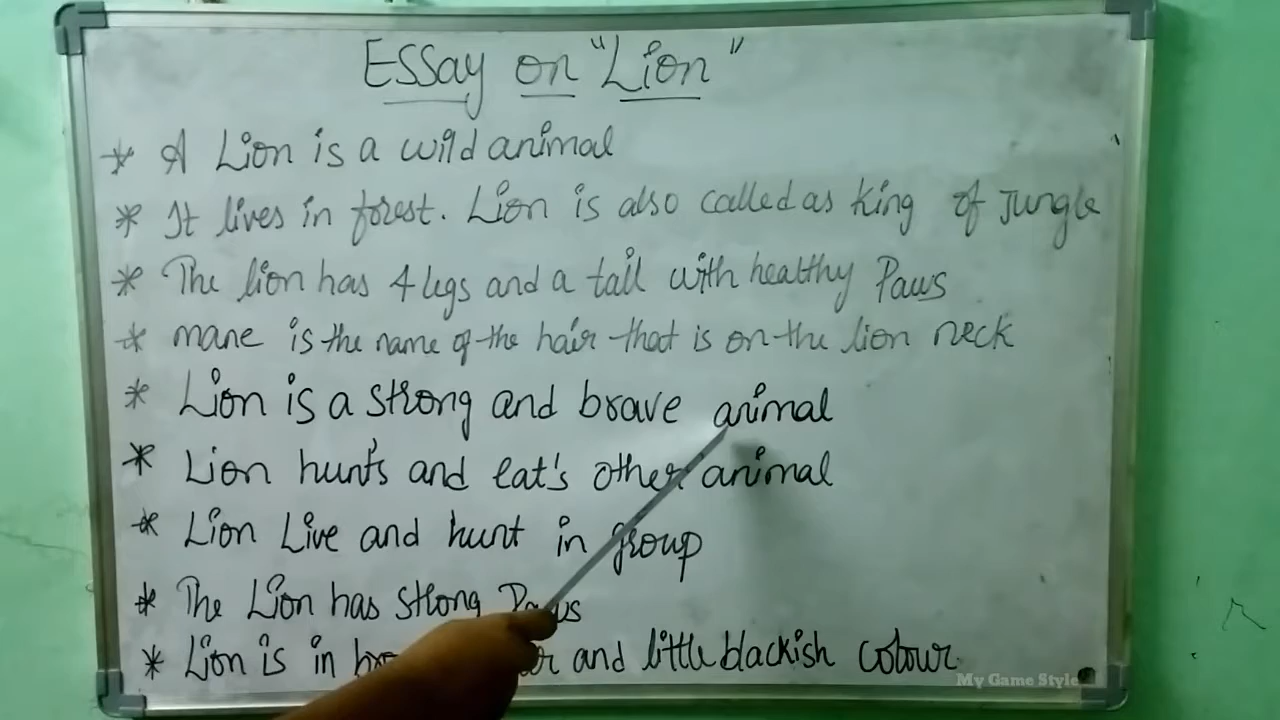 Essay on "Lion"
* A Lion is a wild animal
* It lives in forest. Lion is also called as king of Jungle
* The lion has 4 legs and a tail with healthy Paws
* mane is the name of the hair that is on the lion neck
* Lion is a strong and brave animal
* Lion hunt's and eat's other animal
* Lion Live and hunt in group
* The Lion has strong Paws
* Lion is in and little blackish colour
My Game Style